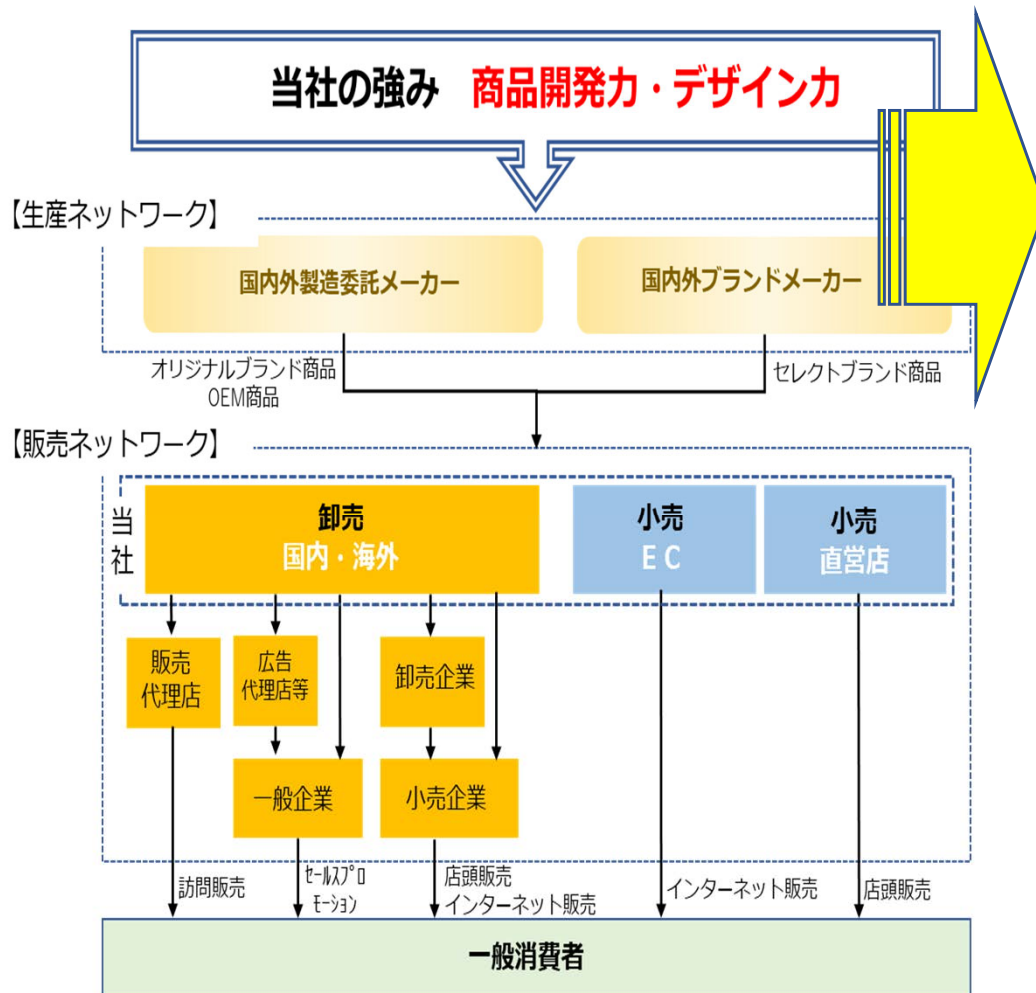 当社の強み 商品開発力・デザイン力
【生産ネットワーク】
国内外製造委託メーカー
国内外ブランドメーカー
オリジナルブランド商品
OEM商品
セレクトブランド商品
【販売ネットワーク】
当社
卸売
国内・海外
小売
ＥＣ
小売
直営店
販売
代理店
広告
代理店等
卸売企業
一般企業
小売企業
訪問販売
ｾｰﾙｽﾌﾟﾛ
ﾓｰｼｮﾝ
店頭販売
インターネット販売
インターネット販売
店頭販売
一般消費者